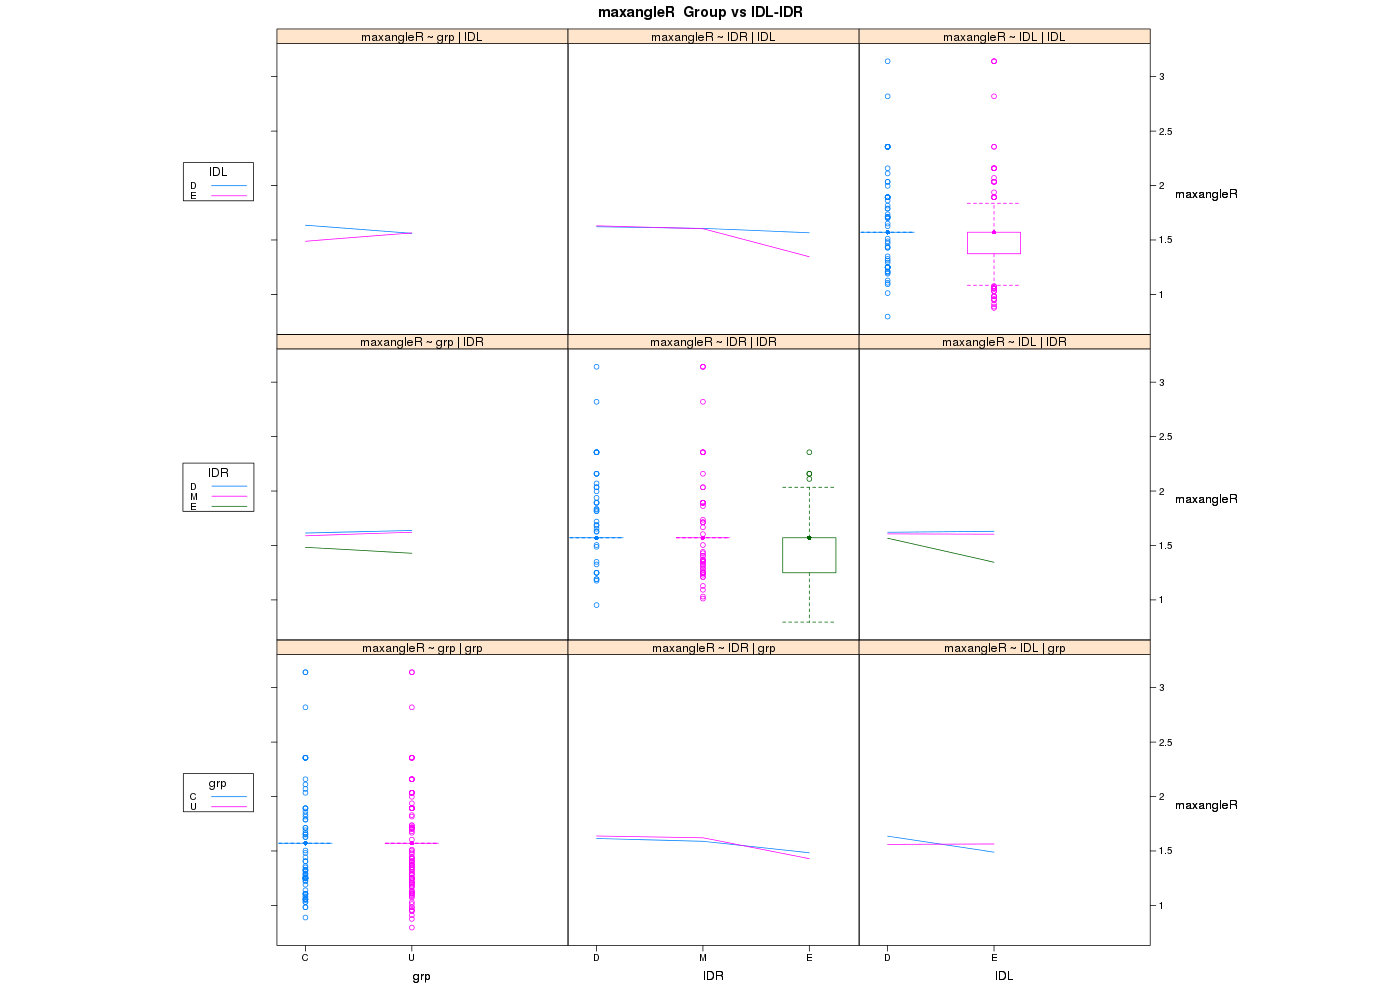 maxangleR  Group vs IDL-IDR
maxangleR ~ grp | IDL
maxangleR ~ IDR | IDL
maxangleR ~ IDL | IDL
3
2.5
2
1.5
1
maxangleR
IDL
D
E
maxangleR ~ grp | IDR
maxangleR ~ IDR | IDR
maxangleR ~ IDL | IDR
3
2.5
2
1.5
1
maxangleR
IDR
D
M
E
maxangleR ~ grp | grp
maxangleR ~ IDR | grp
maxangleR ~ IDL | grp
3
2.5
2
1.5
1
maxangleR
grp
C
U
C U
D M E
D E
grp
IDR
IDL